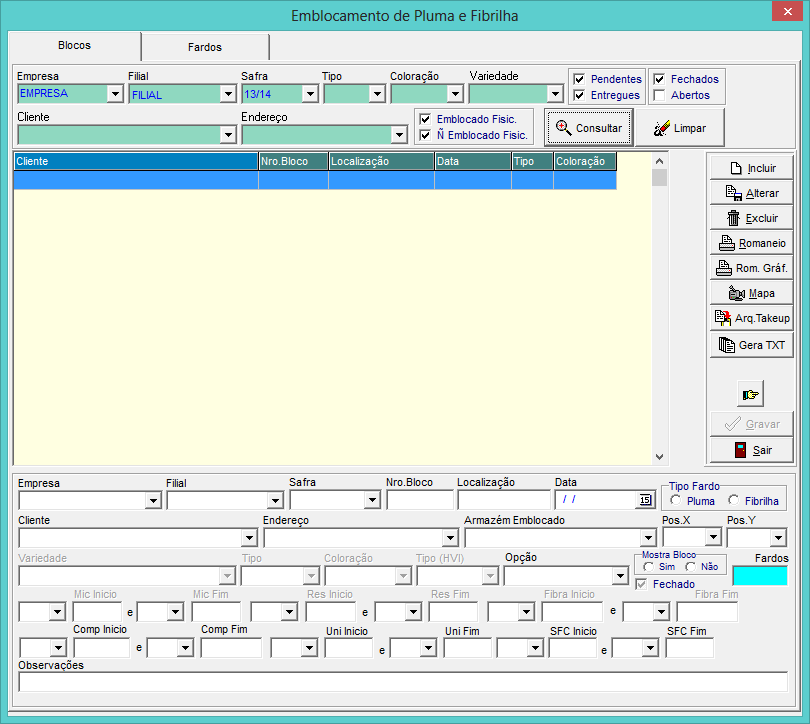 Emblocamento de Pluma e Fibrilha
Blocos Fardos
Empresa Filial Safra Tipo Coloração Variedade
EMPRESA FILIAL 13/14
Pendentes Fechados
Entregues Abertos
Cliente Endereço
Emblocado Fisic.
Ñ Emblocado Fisic.
Consultar Limpar
Cliente Nro.Bloco Localização Data Tipo Coloração
Incluir
Alterar
Excluir
Romaneio
Rom. Gráf.
Mapa
Arq.Takeup
Gera TXT
Gravar
Sair
Empresa Filial Safra Nro.Bloco Localização Data
/ / 15
Tipo Fardo
Pluma Fibrilha
Cliente Endereço Armazém Emblocado Pos.X Pos.Y
Variedade Tipo Coloração Tipo (HVI) Opção
Mostra Bloco
Sim Não
Fardos
Fechado
Mic Inicio Mic Fim Res Inicio Res Fim Fibra Inicio Fibra Fim
e e e
Comp Inicio Comp Fim Uni Inicio Uni Fim SFC Inicio SFC Fim
e e e
Observações